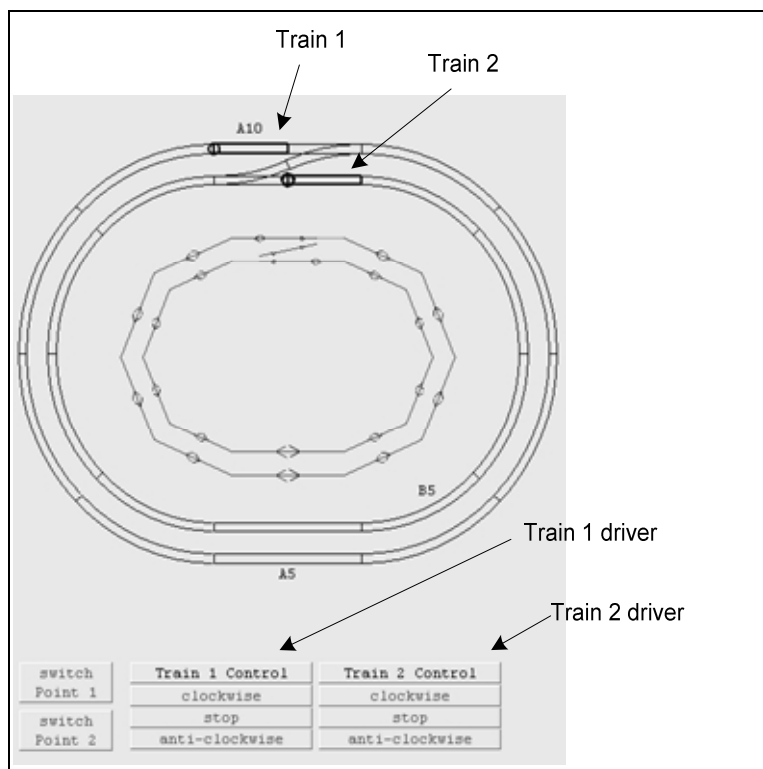 Train 1
Train 2
A10
B5
Train 1 driver
A5
Train 2 driver
switch
Point 1
switch
Point 2
Train 1 Control
clockwise
stop
anti-clockwise
Train 2 Control
clockwise
stop
anti-clockwise